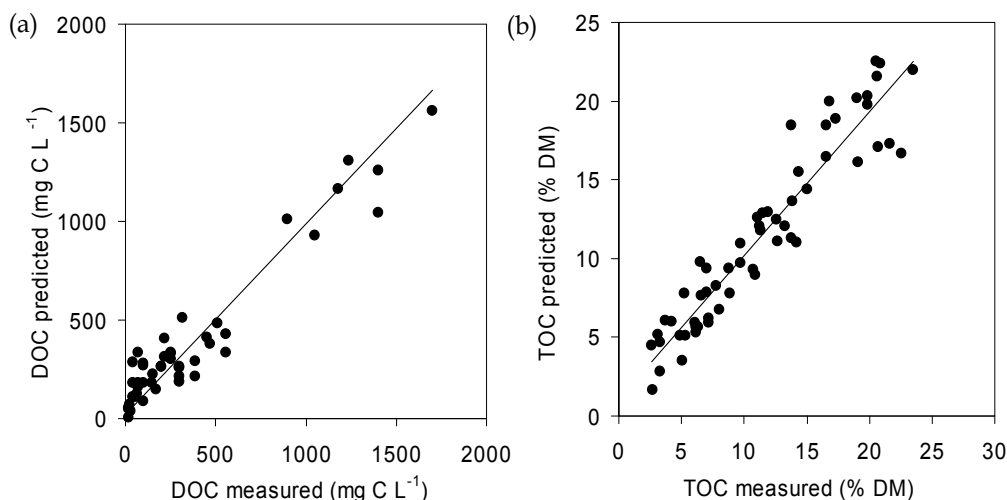 (a)
DOC predicted (mg C L⁻¹)
2000
1500
1000
500
0
0 500 1000 1500 2000
DOC measured (mg C L⁻¹)
(b)
TOC predicted (% DM)
25
20
15
10
5
0
0 5 10 15 20 25 30
TOC measured (% DM)